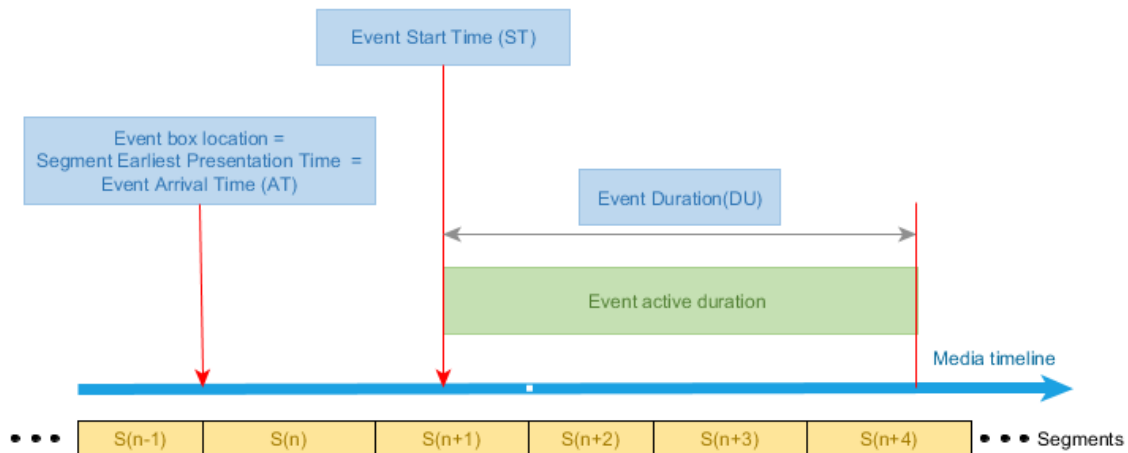 Event Start Time (ST)
Event box location =
Segment Earliest Presentation Time =
Event Arrival Time (AT)
Event Duration(DU)
Event active duration
Media timeline
S(n-1) S(n) S(n+1) S(n+2) S(n+3) S(n+4) Segments